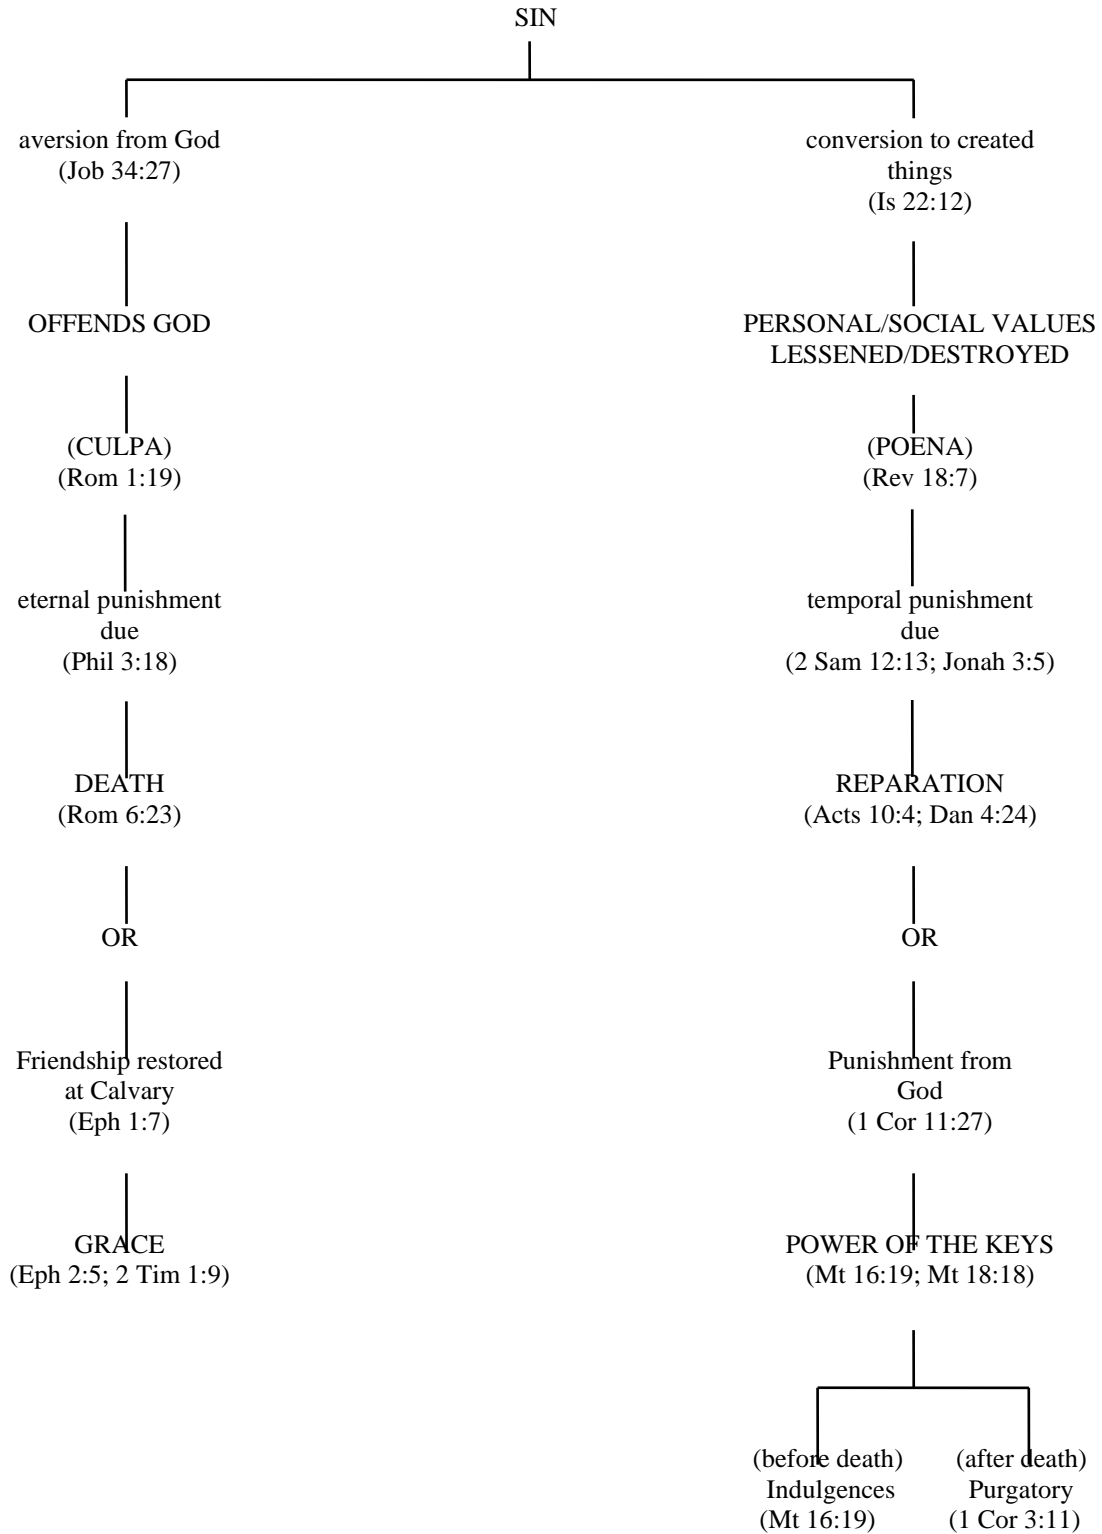 SIN
aversion from God
(Job 34:27)
conversion to created
things
(Is 22:12)
OFFENDS GOD
PERSONAL/SOCIAL VALUES
LESSENED/DESTROYED
(CULPA)
(Rom 1:19)
(POENA)
(Rev 18:7)
eternal punishment
due
(Phil 3:18)
temporal punishment
due
(2 Sam 12:13; Jonah 3:5)
DEATH
(Rom 6:23)
REPARATION
(Acts 10:4; Dan 4:24)
OR
OR
Friendship restored
at Calvary
(Eph 1:7)
Punishment from
God
(1 Cor 11:27)
GRACE
(Eph 2:5; 2 Tim 1:9)
POWER OF THE KEYS
(Mt 16:19; Mt 18:18)
(before death)
Indulgences
(Mt 16:19)
(after death)
Purgatory
(1 Cor 3:11)